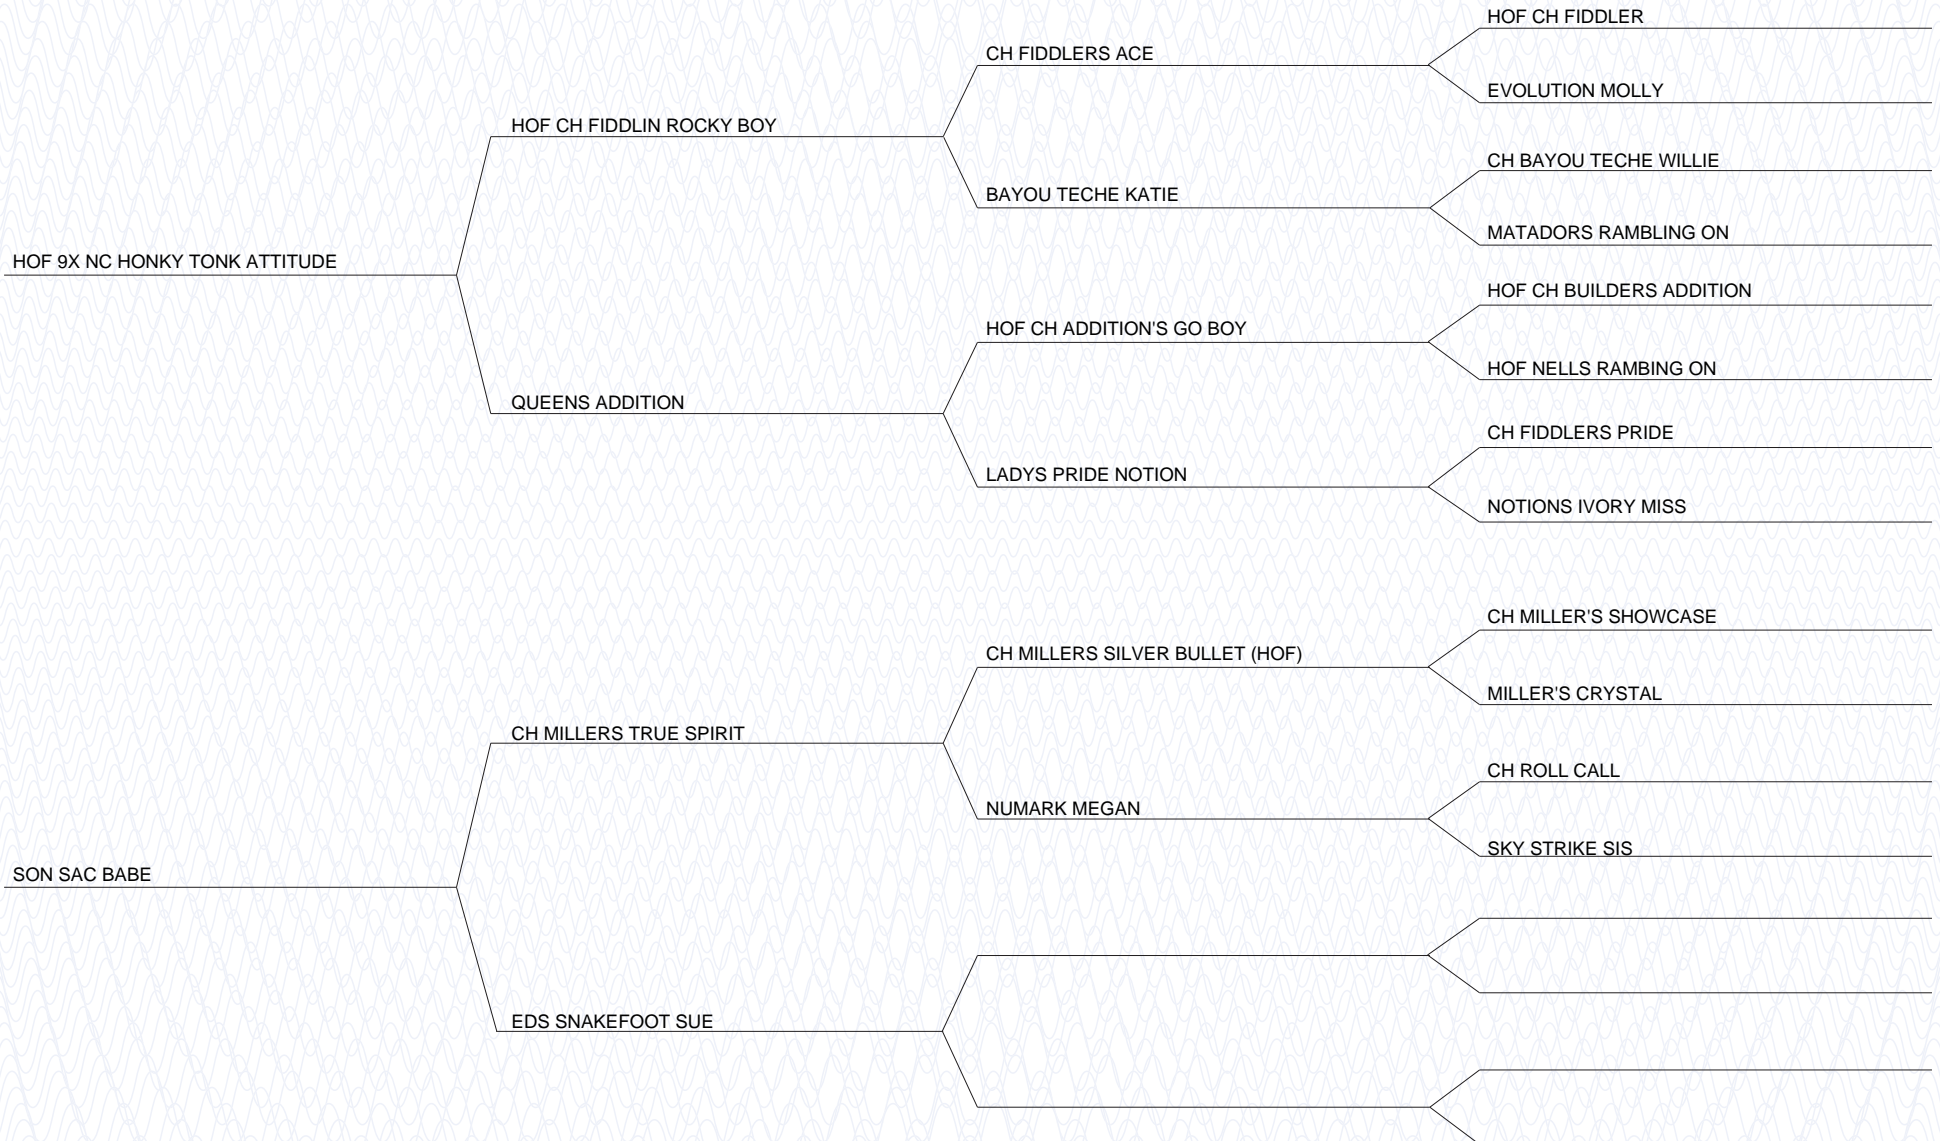 HOF CH FIDDLER
CH FIDDLERS ACE
EVOLUTION MOLLY
HOF CH FIDDLIN ROCKY BOY
CH BAYOU TECHE WILLIE
BAYOU TECHE KATIE
MATADORS RAMBLING ON
HOF 9X NC HONKY TONK ATTITUDE
HOF CH BUILDERS ADDITION
HOF CH ADDITION'S GO BOY
HOF NELLS RAMBING ON
QUEENS ADDITION
CH FIDDLERS PRIDE
LADYS PRIDE NOTION
NOTIONS IVORY MISS
CH MILLER'S SHOWCASE
CH MILLERS SILVER BULLET (HOF)
MILLER'S CRYSTAL
CH MILLERS TRUE SPIRIT
CH ROLL CALL
NUMARK MEGAN
SKY STRIKE SIS
SON SAC BABE
EDS SNAKEFOOT SUE